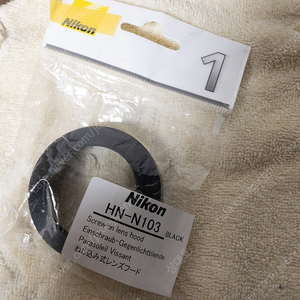 Nikon
1
Nikon
HN-N103 BLACK
Screw-in lens hood
Einschraub-Gegenlichtblende
Parasoleil Vissant
ねじ込み式レンズフード